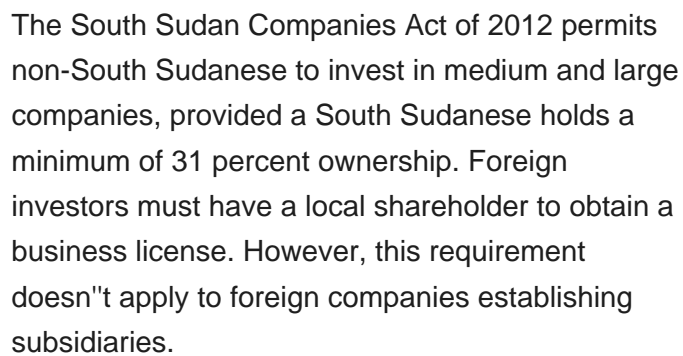 The South Sudan Companies Act of 2012 permits
non-South Sudanese to invest in medium and large
companies, provided a South Sudanese holds a
minimum of 31 percent ownership. Foreign
investors must have a local shareholder to obtain a
business license. However, this requirement
doesn"t apply to foreign companies establishing
subsidiaries.